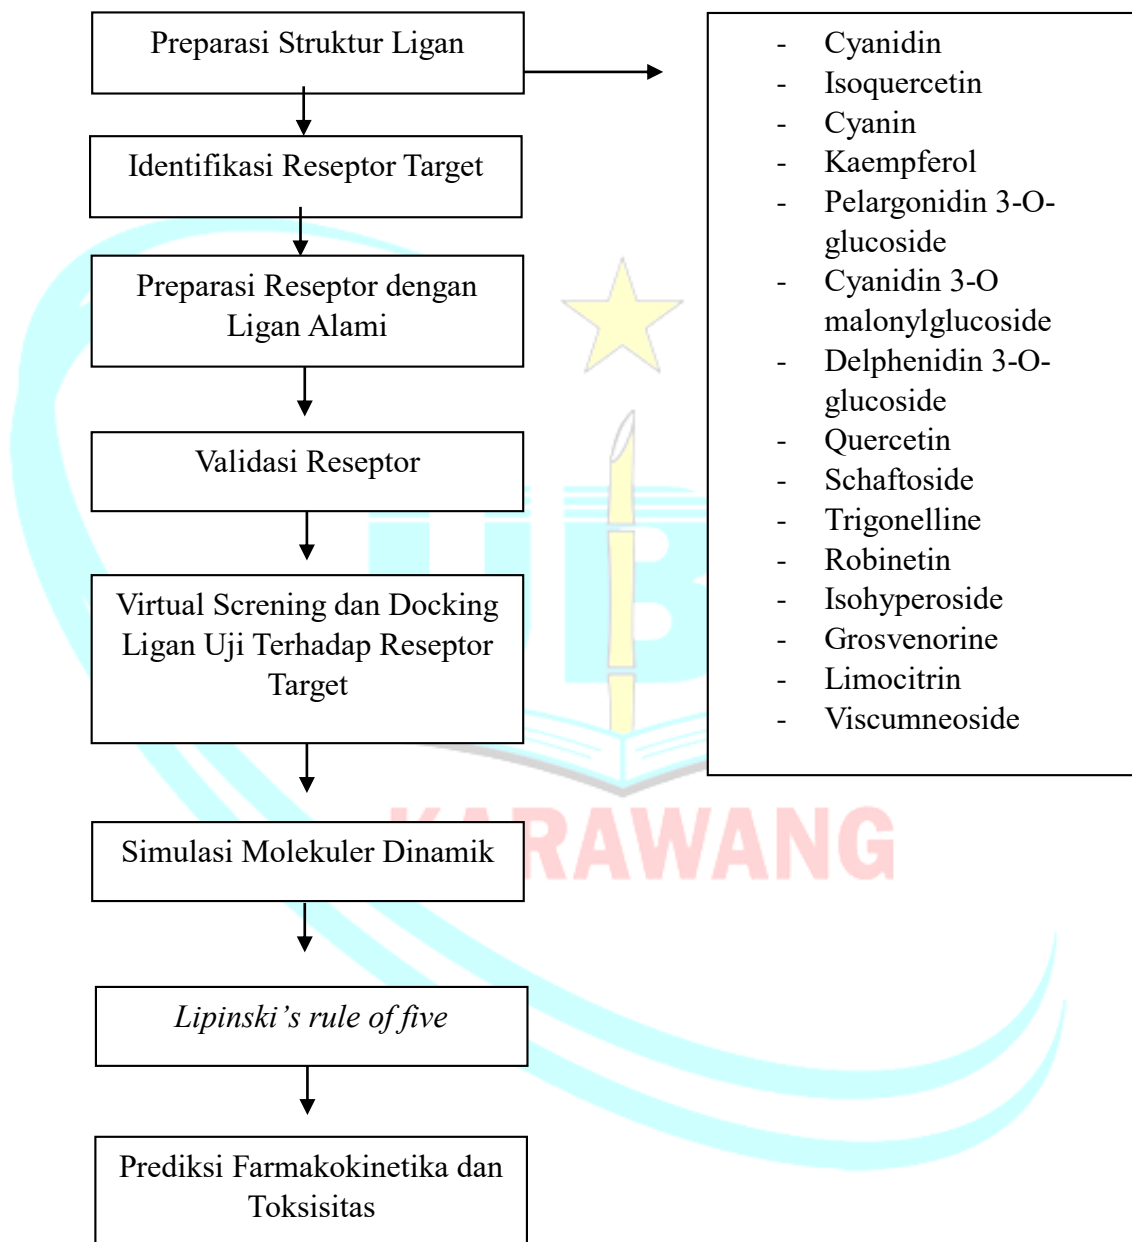 Preparasi Struktur Ligan
Identifikasi Reseptor Target
Preparasi Reseptor dengan
Ligan Alami
Validasi Reseptor
Virtual Screning dan Docking
Ligan Uji Terhadap Reseptor
Target
Simulasi Molekuler Dinamik
Lipinski’s rule of five
Prediksi Farmakokinetika dan
Toksisitas
- Cyanidin
- Isoquercetin
- Cyanin
- Kaempferol
- Pelargonidin 3-O-
glucoside
- Cyanidin 3-O
malonylglucoside
- Delphenidin 3-O-
glucoside
- Quercetin
- Schaftoside
- Trigonelline
- Robinetin
- Isohyperoside
- Grosvenorine
- Limocitrin
- Viscumneoside
KARAWANG